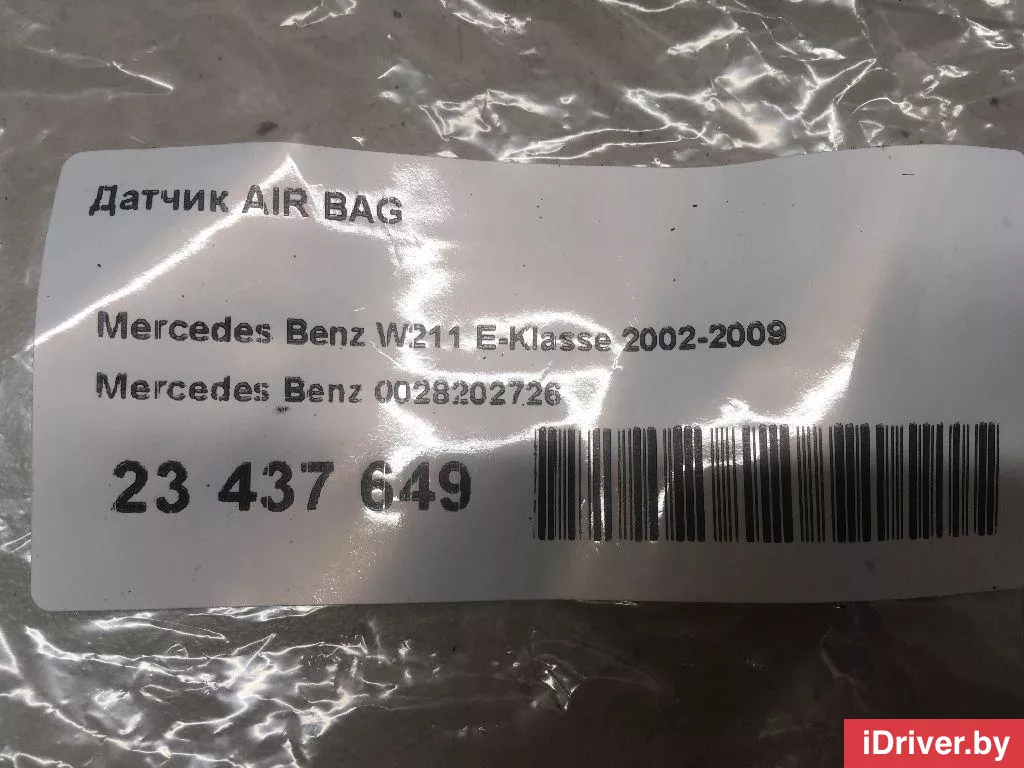 Датчик AIR BAG
Mercedes Benz W211 E-Klasse 2002-2009
Mercedes Benz 0028202726
23 437 649
iDriver.by